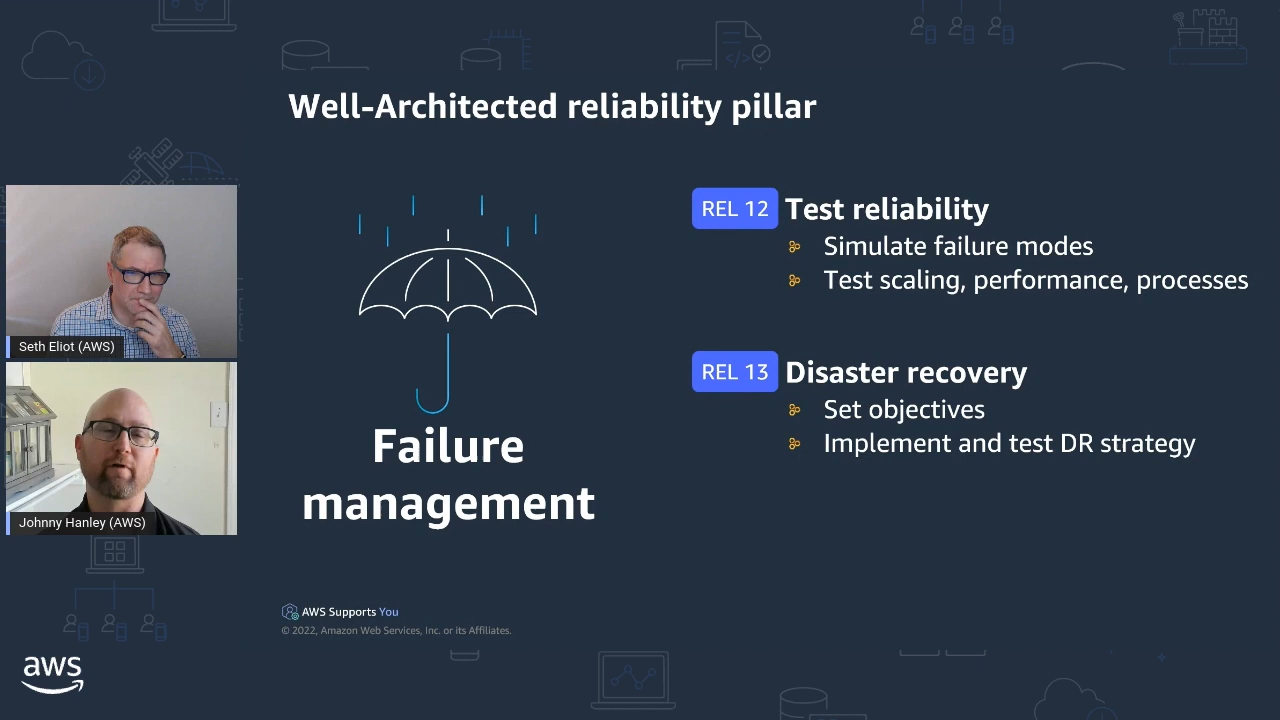 Well-Architected reliability pillar
REL 12 Test reliability
Simulate failure modes
Test scaling, performance, processes
REL 13 Disaster recovery
Set objectives
Implement and test DR strategy
Failure
management
Seth Eliot (AWS)
Johnny Hanley (AWS)
AWS Supports You
© 2022, Amazon Web Services, Inc. or its Affiliates.
aws